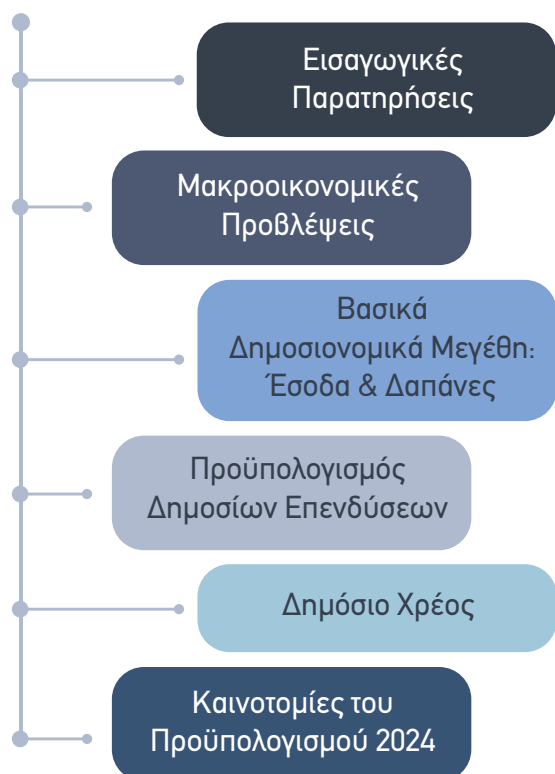 Εισαγωγικές
Παρατηρήσεις
Μακροοικονομικές
Προβλέψεις
Βασικά
Δημοσιονομικά Μεγέθη:
Έσοδα & Δαπάνες
Προϋπολογισμός
Δημοσίων Επενδύσεων
Δημόσιο Χρέος
Καινοτομίες του
Προϋπολογισμού 2024